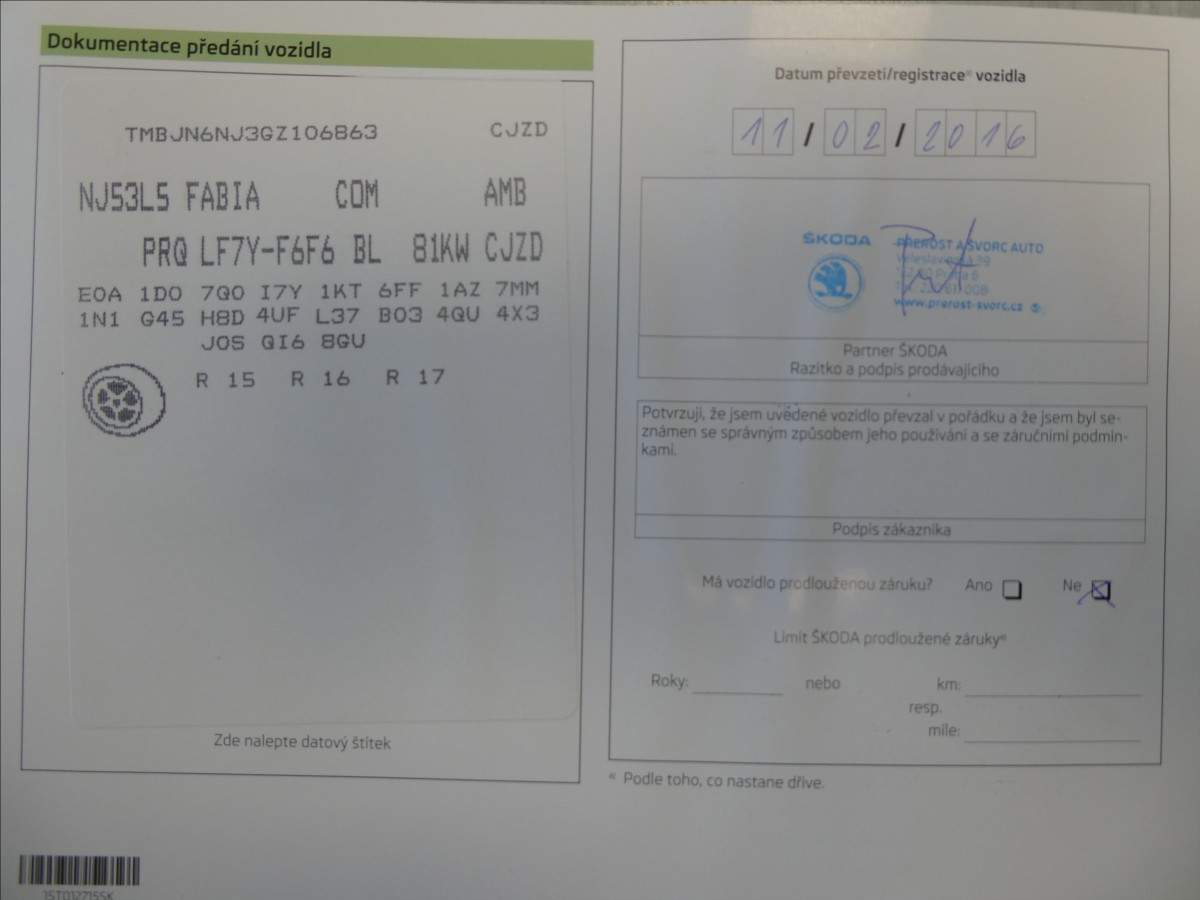 Dokumentace předání vozidla
TMBJN6NJ3GZ106863 CJZD
NJ53L5 FABIA COM AMB
PRQ LF7Y-F6F6 BL 81KW CJZD
E0A 1D0 7Q0 I7Y 1KT 6FF 1AZ 7MM
1N1 G45 H8D 4UF L37 B03 4QU 4X3
J0S QI6 8GU
R 15 R 16 R 17
Zde nalepte datový štítek
Datum převzetí/registrace* vozidla
11/02/2016
ŠKODA
PREROST A ŠVORC AUTO
Praha 6
www.prerost-svorc.cz
Partner ŠKODA
Razítko a podpis prodávajícího
Potvrzuji, že jsem uvedené vozidlo převzal v pořádku a že jsem byl se-
známen se správným způsobem jeho používání a se záručními podmín-
kami.
Podpis zákazníka
Má vozidlo prodlouženou záruku? Ano Ne
Limit ŠKODA prodloužené záruky*
Roky: nebo km:
resp.
míle:
* Podle toho, co nastane dříve.